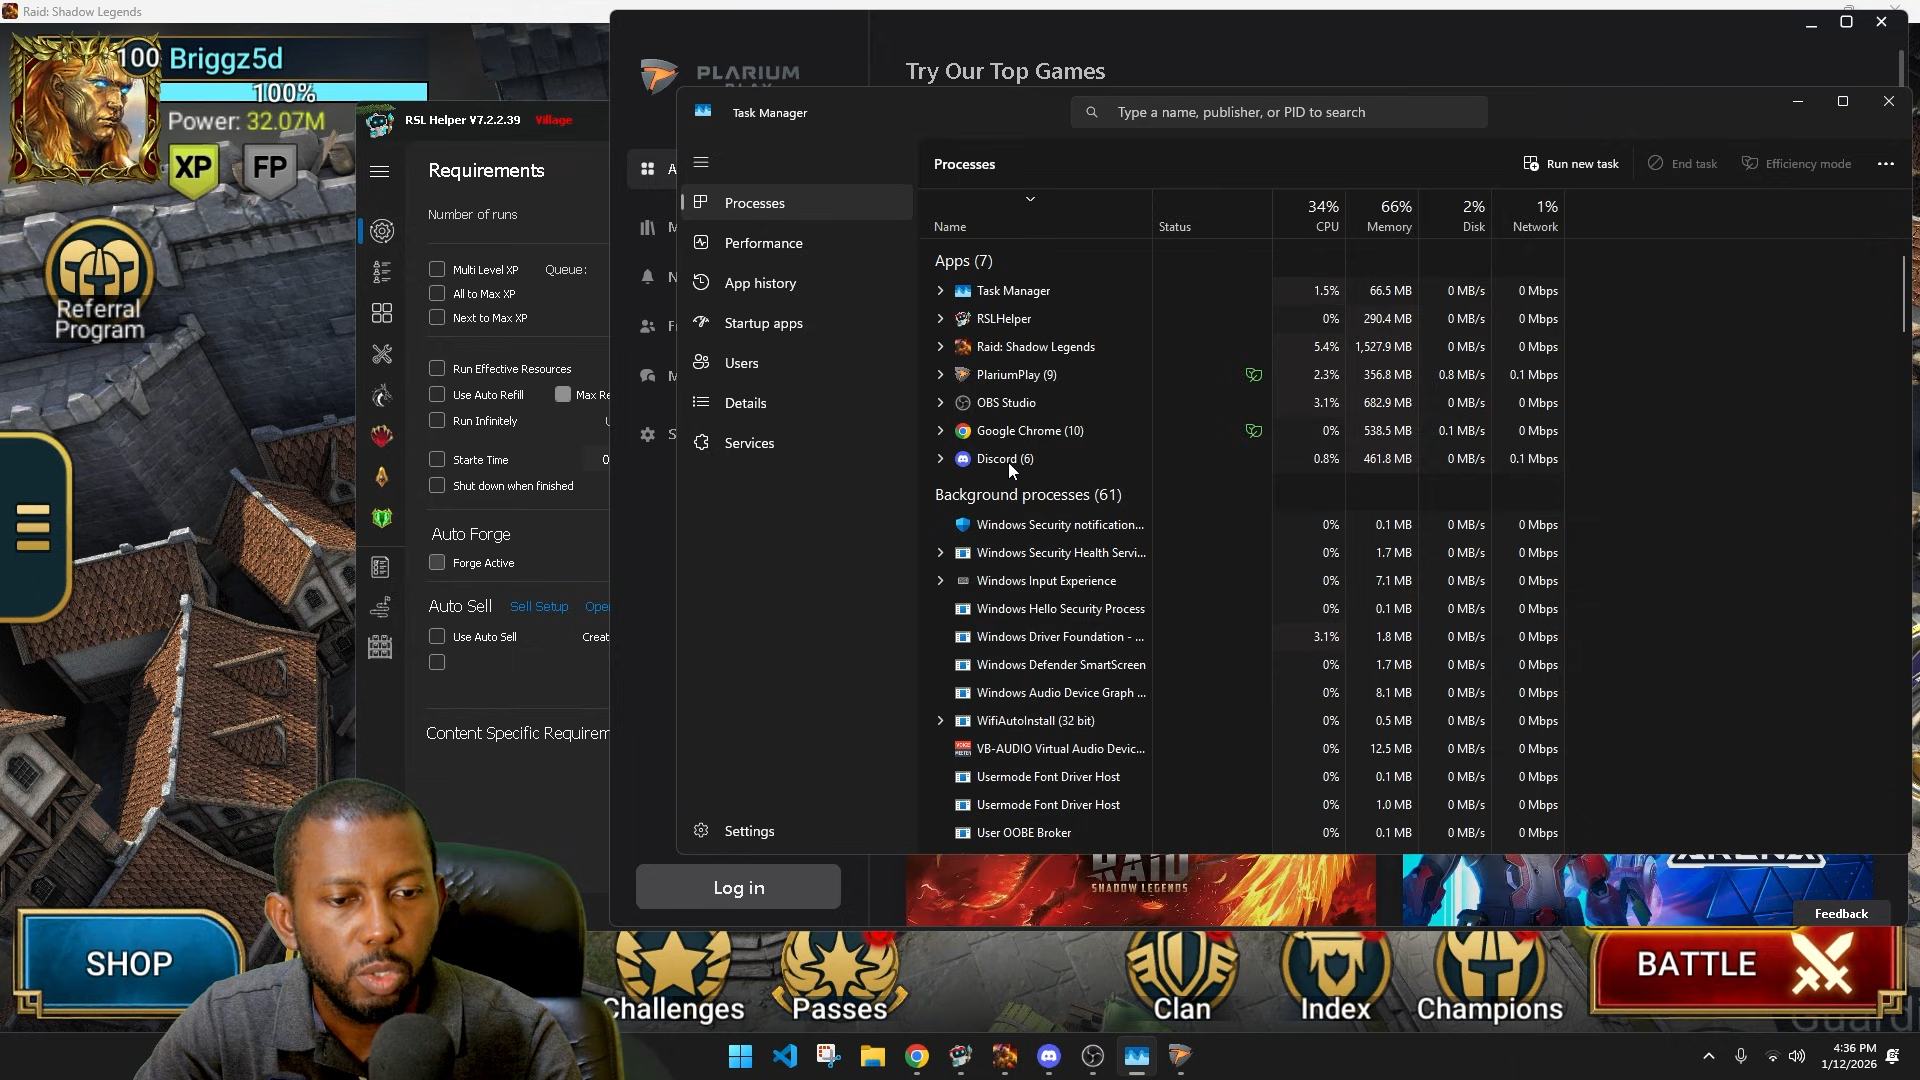 Raid: Shadow Legends
100
Briggz5d
100%
Power: 32.07M
XP
FP
Referral
Program
SHOP
RSL Helper V7.2.2.39
Village
Requirements
Number of runs
Multi Level XP
Queue:
All to Max XP
Next to Max XP
Run Effective Resources
Use Auto Refill
Max Re
Run Infinitely
Starte Time
0
Shut down when finished
Auto Forge
Forge Active
Auto Sell
Sell Setup
Ope
Use Auto Sell
Creat
Content Specific Requirem
PLARIUM
Try Our Top Games
Log in
Task Manager
Type a name, publisher, or PID to search
Processes
Performance
App history
Startup apps
Users
Details
Services
Settings
Processes
Run new task
End task
Efficiency mode
34% 66% 2% 1%
Name Status CPU Memory Disk Network
Apps (7)
Task Manager 1.5% 66.5 MB 0 MB/s 0 Mbps
RSLHelper 0% 290.4 MB 0 MB/s 0 Mbps
Raid: Shadow Legends 5.4% 1,527.9 MB 0 MB/s 0 Mbps
PlariumPlay (9) 2.3% 356.8 MB 0.8 MB/s 0.1 Mbps
OBS Studio 3.1% 682.9 MB 0 MB/s 0 Mbps
Google Chrome (10) 0% 538.5 MB 0.1 MB/s 0 Mbps
Discord (6) 0.8% 461.8 MB 0 MB/s 0.1 Mbps
Background processes (61)
Windows Security notification... 0% 0.1 MB 0 MB/s 0 Mbps
Windows Security Health Servi... 0% 1.7 MB 0 MB/s 0 Mbps
Windows Input Experience 0% 7.1 MB 0 MB/s 0 Mbps
Windows Hello Security Process 0% 0.1 MB 0 MB/s 0 Mbps
Windows Driver Foundation - ... 3.1% 1.8 MB 0 MB/s 0 Mbps
Windows Defender SmartScreen 0% 1.7 MB 0 MB/s 0 Mbps
Windows Audio Device Graph ... 0% 8.1 MB 0 MB/s 0 Mbps
WifiAutoInstall (32 bit) 0% 0.5 MB 0 MB/s 0 Mbps
VB-AUDIO Virtual Audio Devic... 0% 12.5 MB 0 MB/s 0 Mbps
Usermode Font Driver Host 0% 0.1 MB 0 MB/s 0 Mbps
Usermode Font Driver Host 0% 1.0 MB 0 MB/s 0 Mbps
User OOBE Broker 0% 0.1 MB 0 MB/s 0 Mbps
RAID
SHADOW LEGENDS
Feedback
Challenges
Passes
Clan
Index
Champions
BATTLE
4:36 PM
1/12/2026